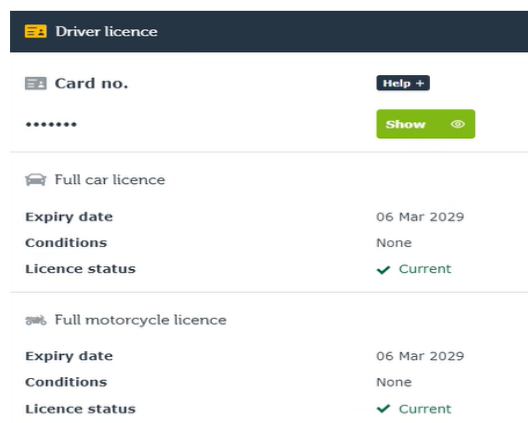 Driver licence
Card no. Help +
••••••• Show
Full car licence
Expiry date 06 Mar 2029
Conditions None
Licence status Current
Full motorcycle licence
Expiry date 06 Mar 2029
Conditions None
Licence status Current